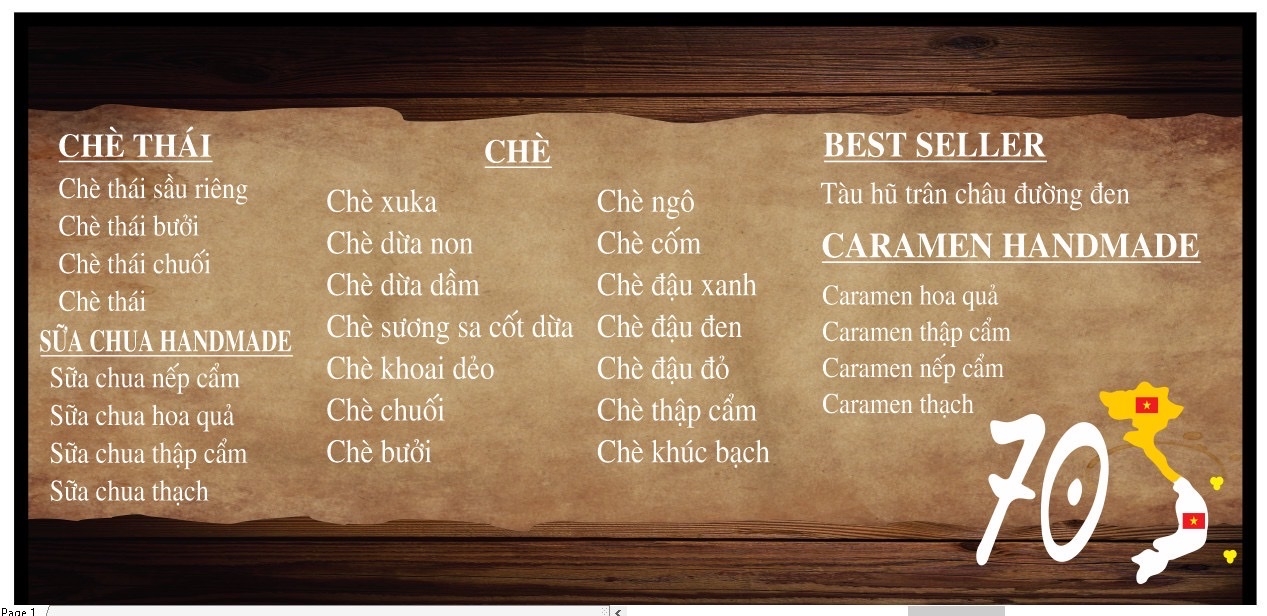 CHÈ THÁI
Chè thái sầu riêng
Chè thái bưởi
Chè thái chuối
Chè thái
SỮA CHUA HANDMADE
Sữa chua nếp cẩm
Sữa chua hoa quả
Sữa chua thập cẩm
Sữa chua thạch
CHÈ
Chè xuka
Chè dừa non
Chè dừa dầm
Chè sương sa cốt dừa
Chè khoai dẻo
Chè chuối
Chè bưởi
Chè ngô
Chè cốm
Chè đậu xanh
Chè đậu đen
Chè đậu đỏ
Chè thập cẩm
Chè khúc bạch
BEST SELLER
Tàu hũ trân châu đường đen
CARAMEN HANDMADE
Caramen hoa quả
Caramen thập cẩm
Caramen nếp cẩm
Caramen thạch
70
Page 1